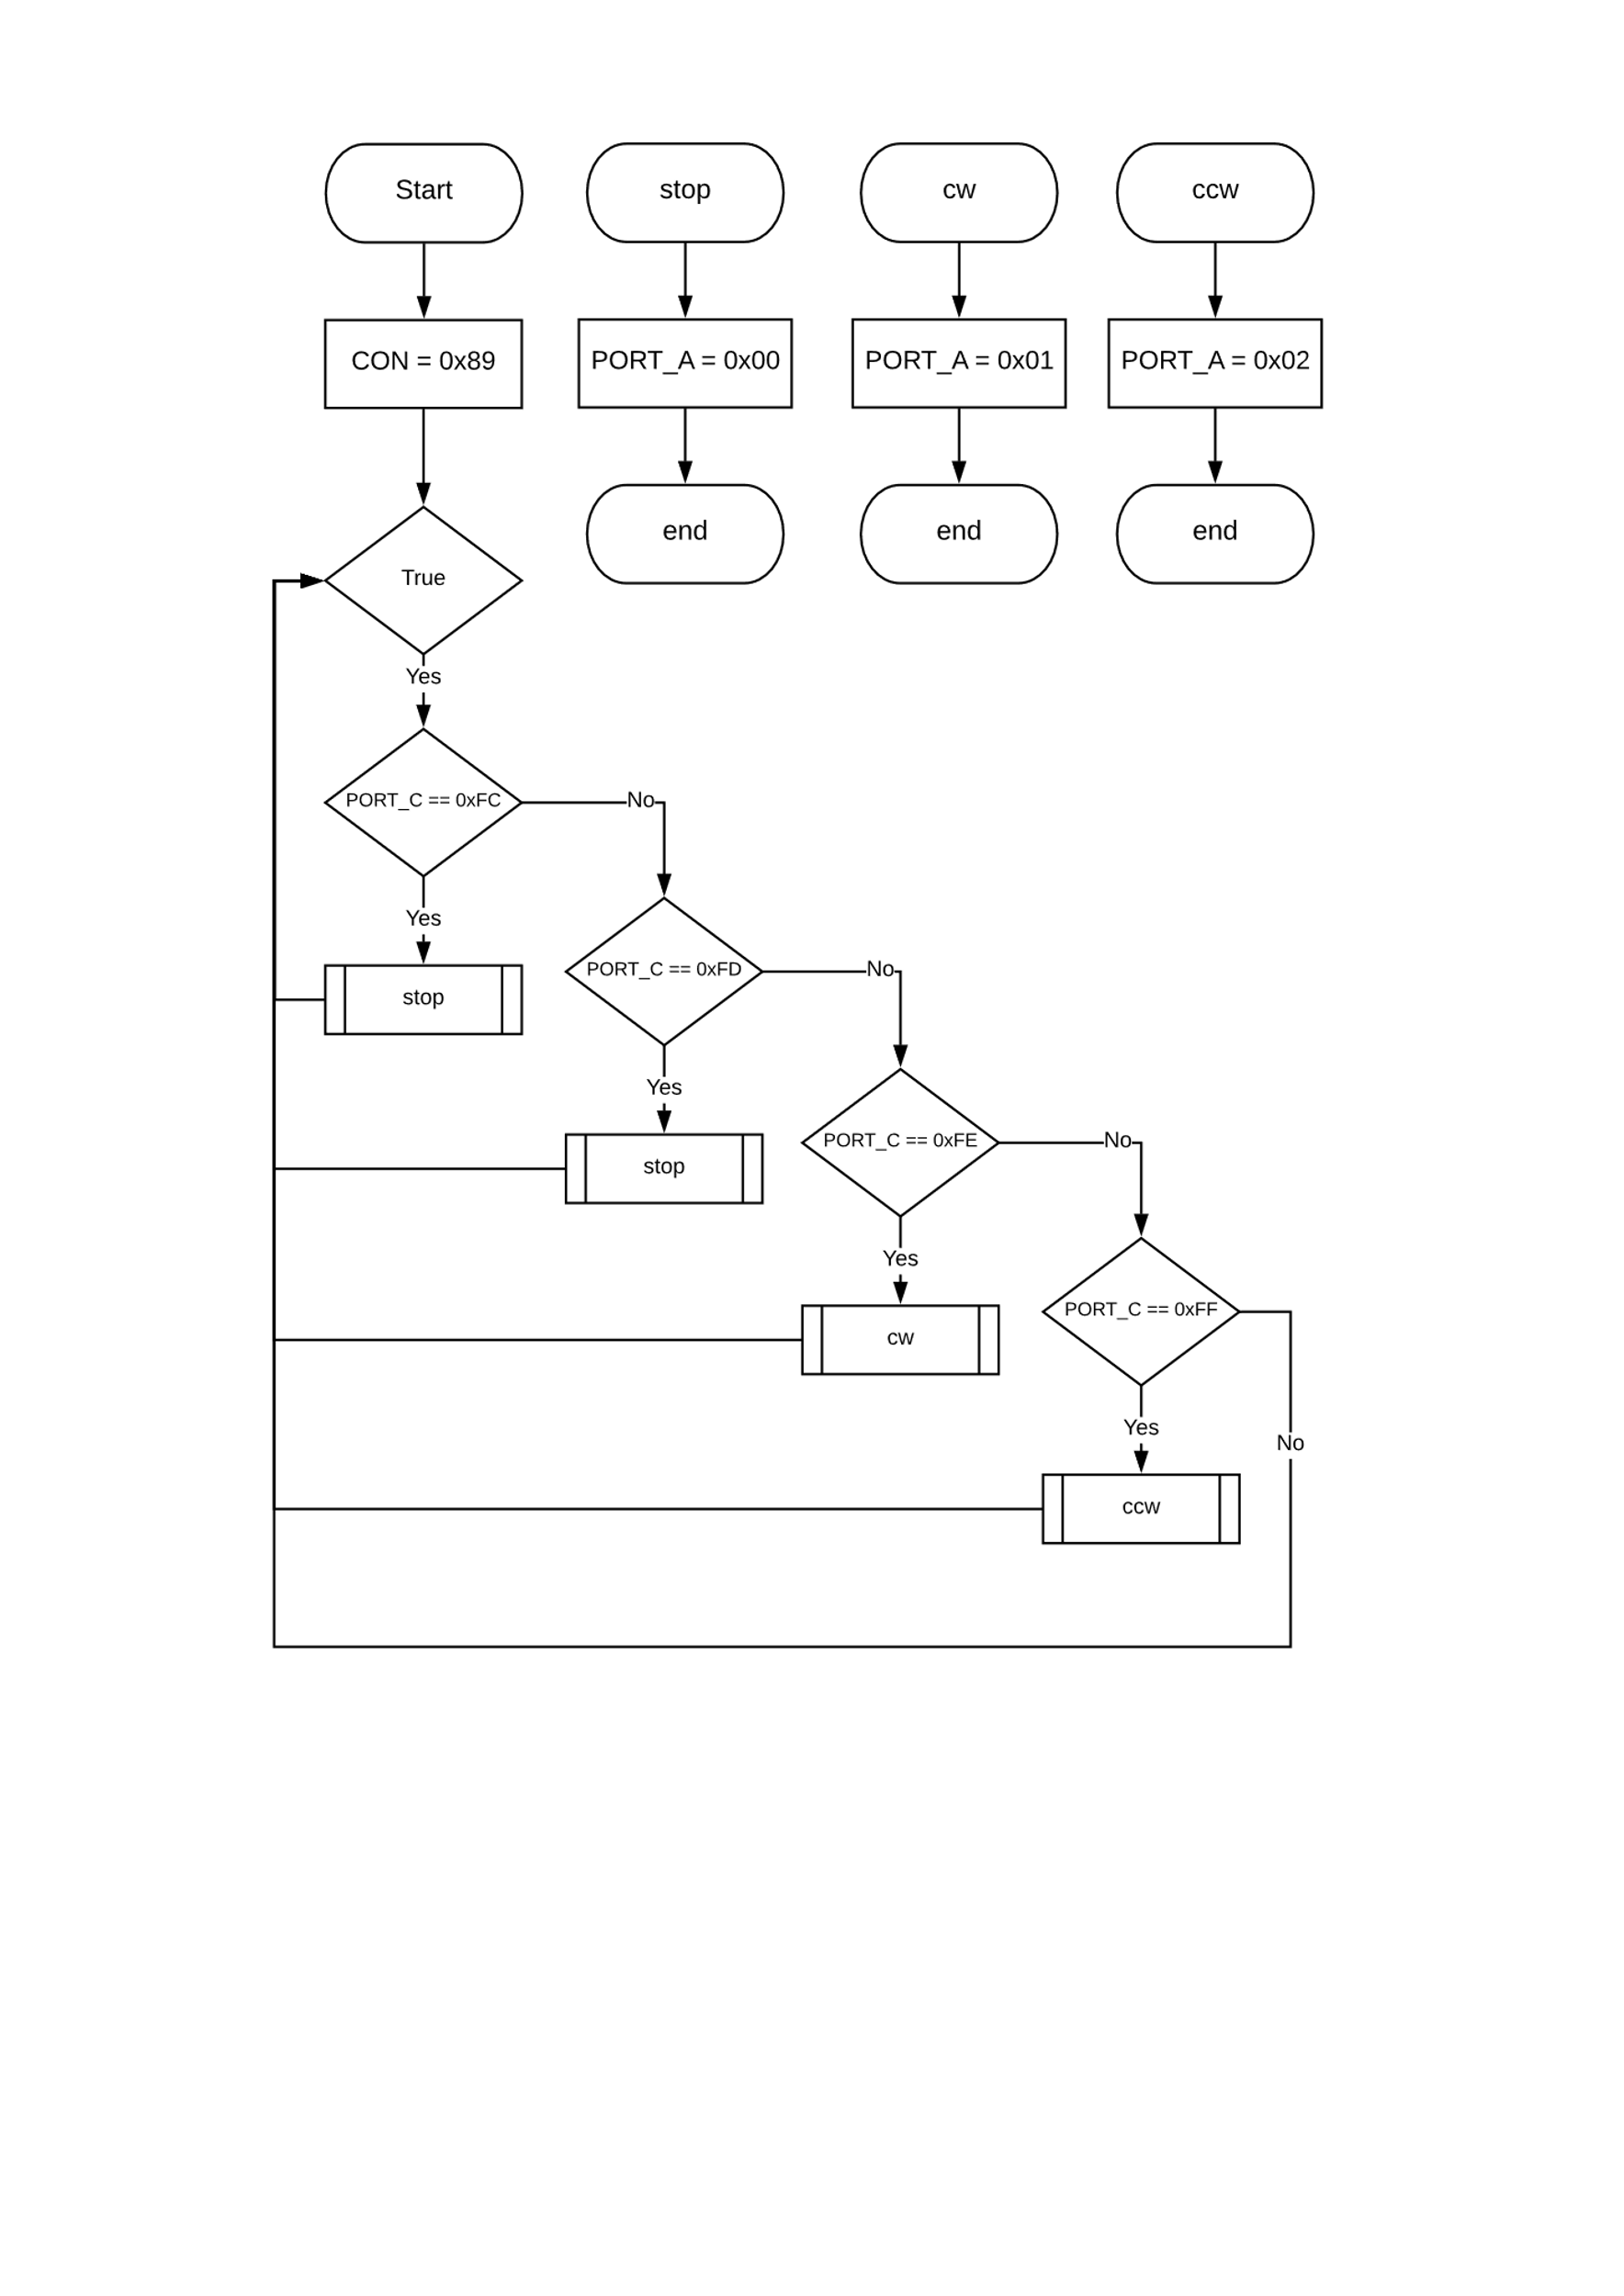 Start
stop
cw
ccw
CON = 0x89
PORT_A = 0x00
PORT_A = 0x01
PORT_A = 0x02
end
end
end
True
Yes
PORT_C == 0xFC
No
Yes
stop
PORT_C == 0xFD
No
Yes
stop
PORT_C == 0xFE
No
Yes
cw
PORT_C == 0xFF
Yes
No
ccw